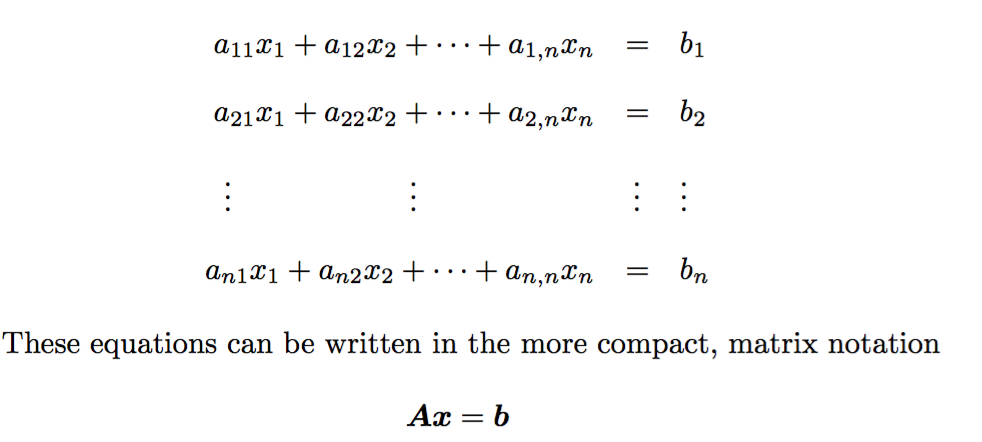 a₁₁x₁ + a₁₂x₂ + ⋯ + a₁,ₙxₙ = b₁
a₂₁x₁ + a₂₂x₂ + ⋯ + a₂,ₙxₙ = b₂
⋮ ⋮ ⋮ ⋮
aₙ₁x₁ + aₙ₂x₂ + ⋯ + aₙ,ₙxₙ = bₙ
These equations can be written in the more compact, matrix notation
Ax = b